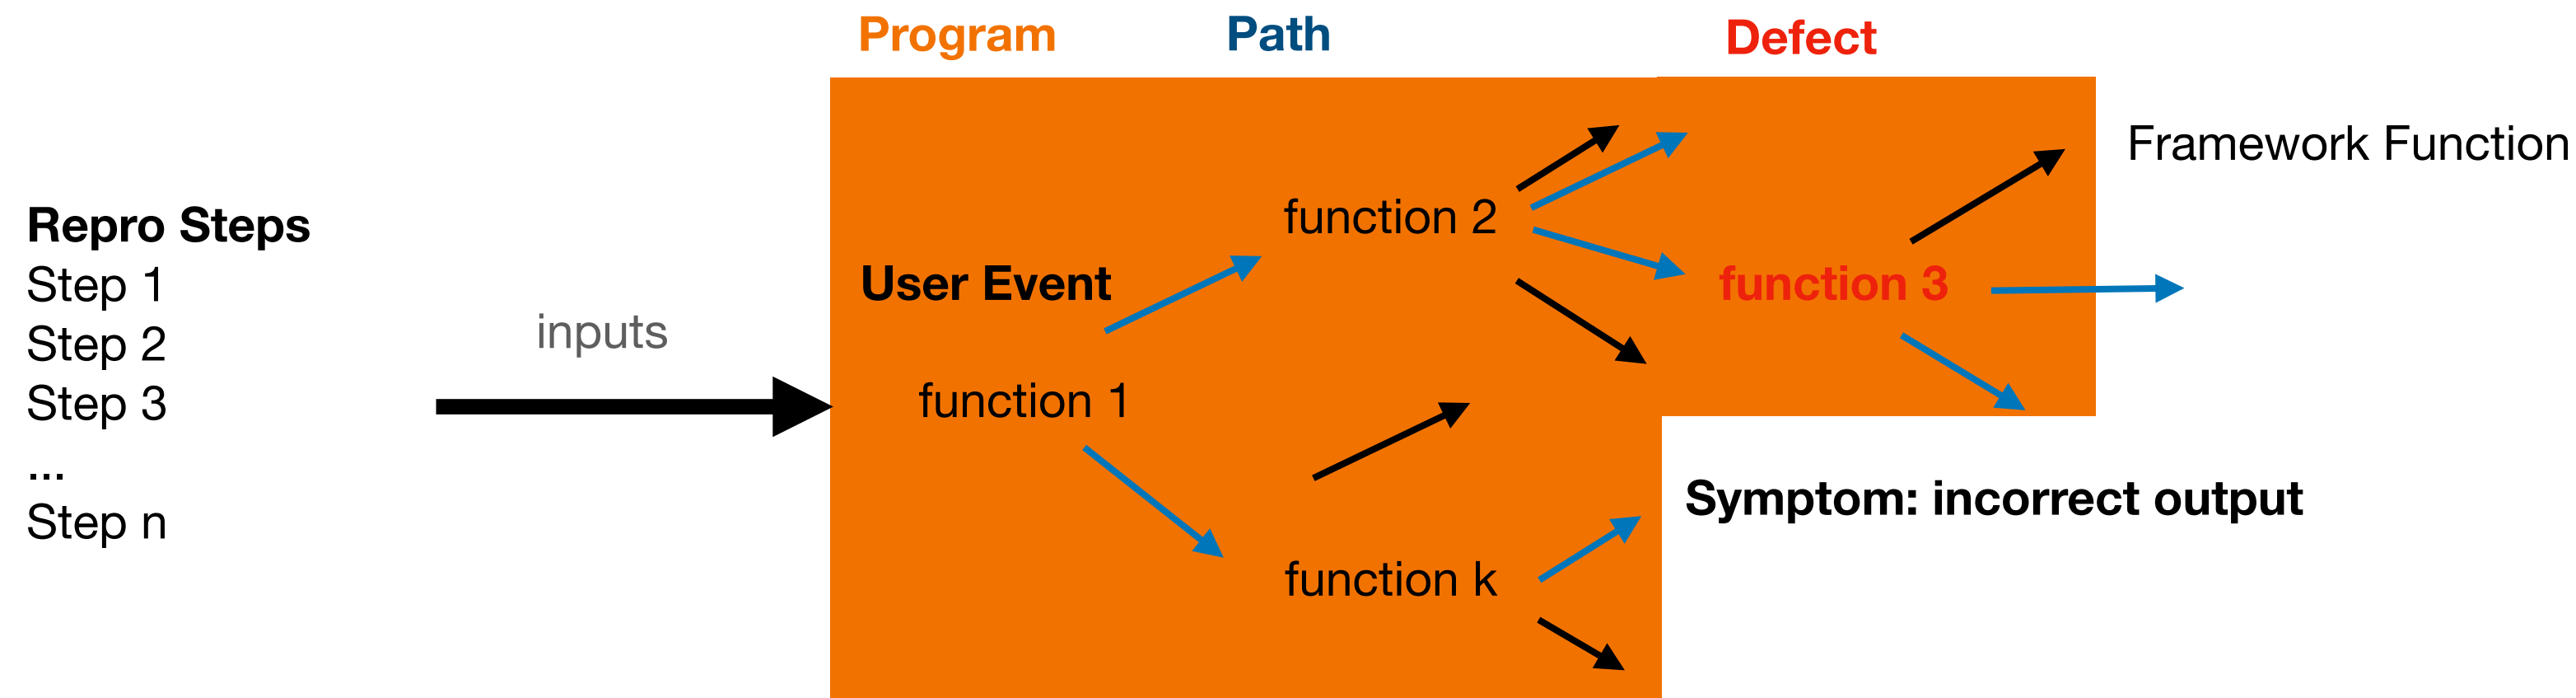 Program
Path
Defect
Framework Function
function 2
Repro Steps
Step 1
Step 2
Step 3
...
Step n
inputs
User Event
function 3
function 1
Symptom: incorrect output
function k